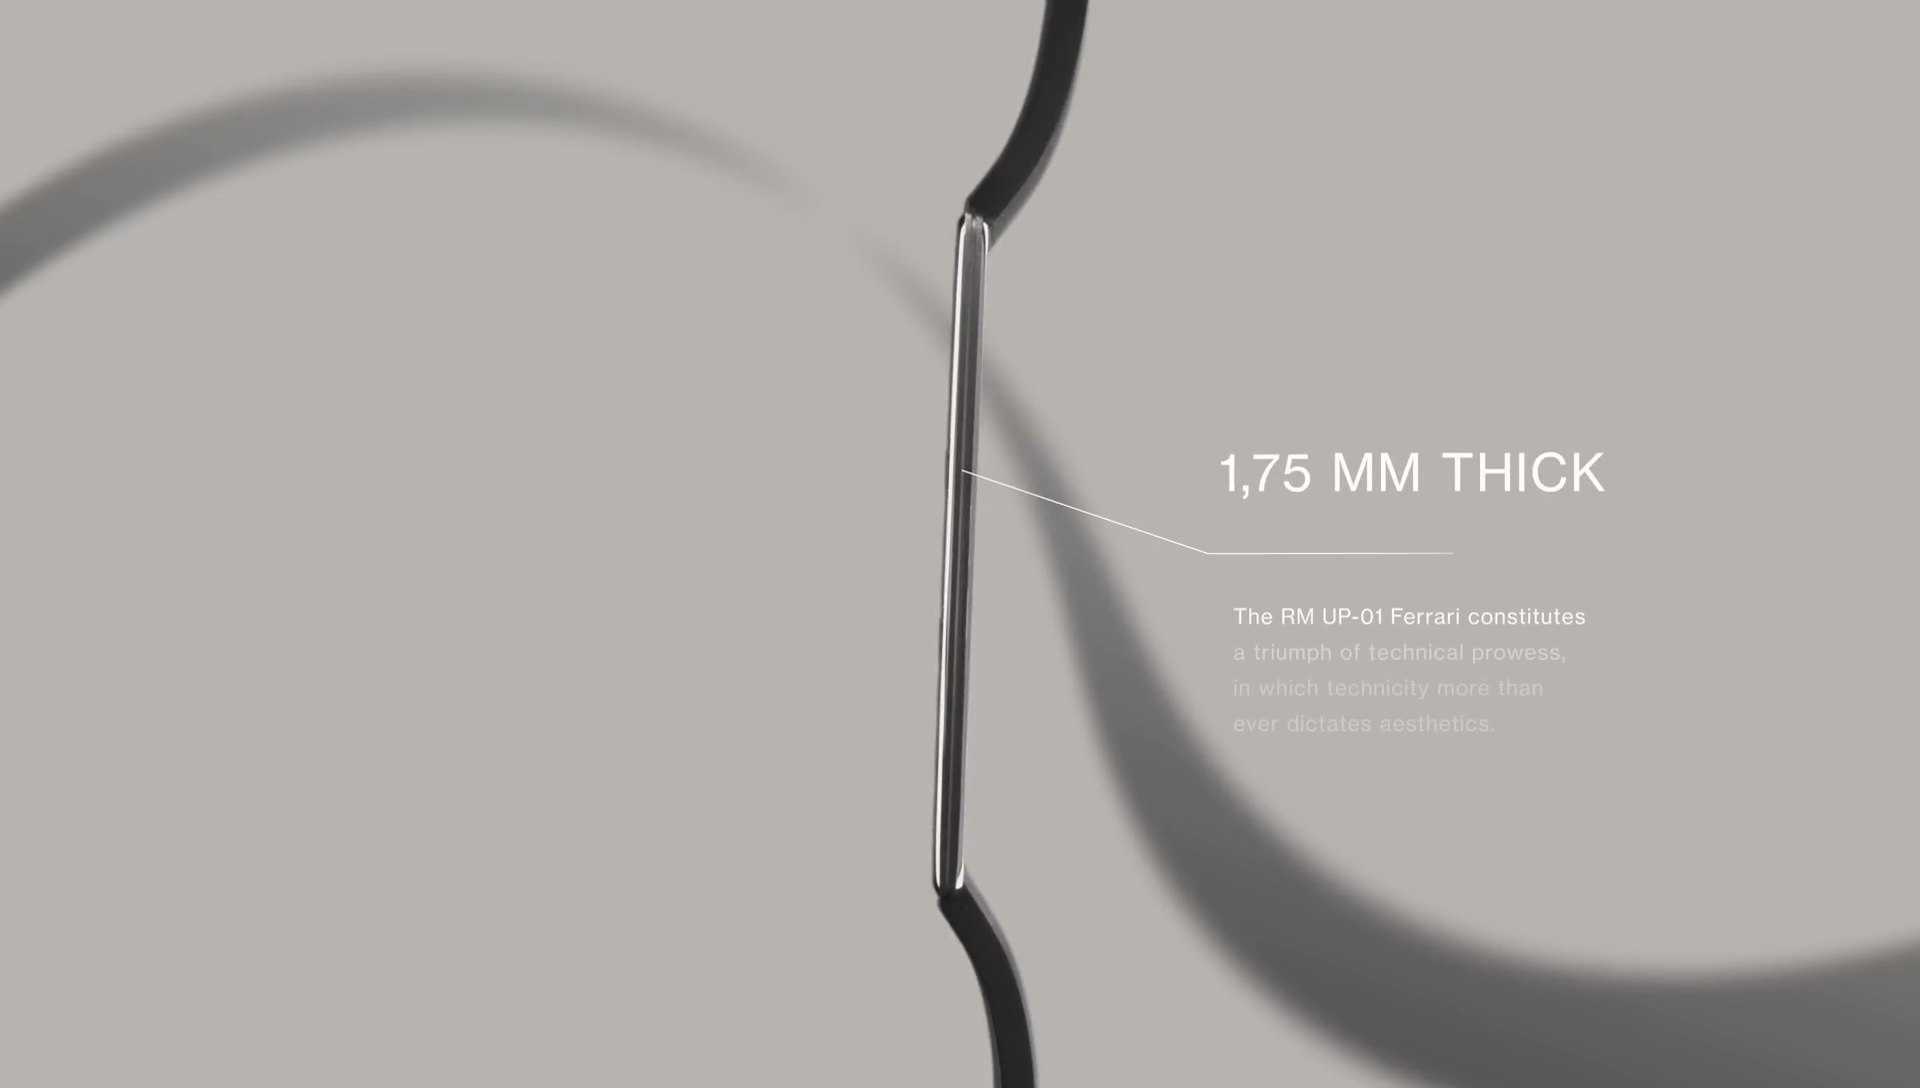 1,75 MM THICK
The RM UP-01 Ferrari constitutes
a triumph of technical prowess,
in which technicity more than
ever dictates aesthetics.